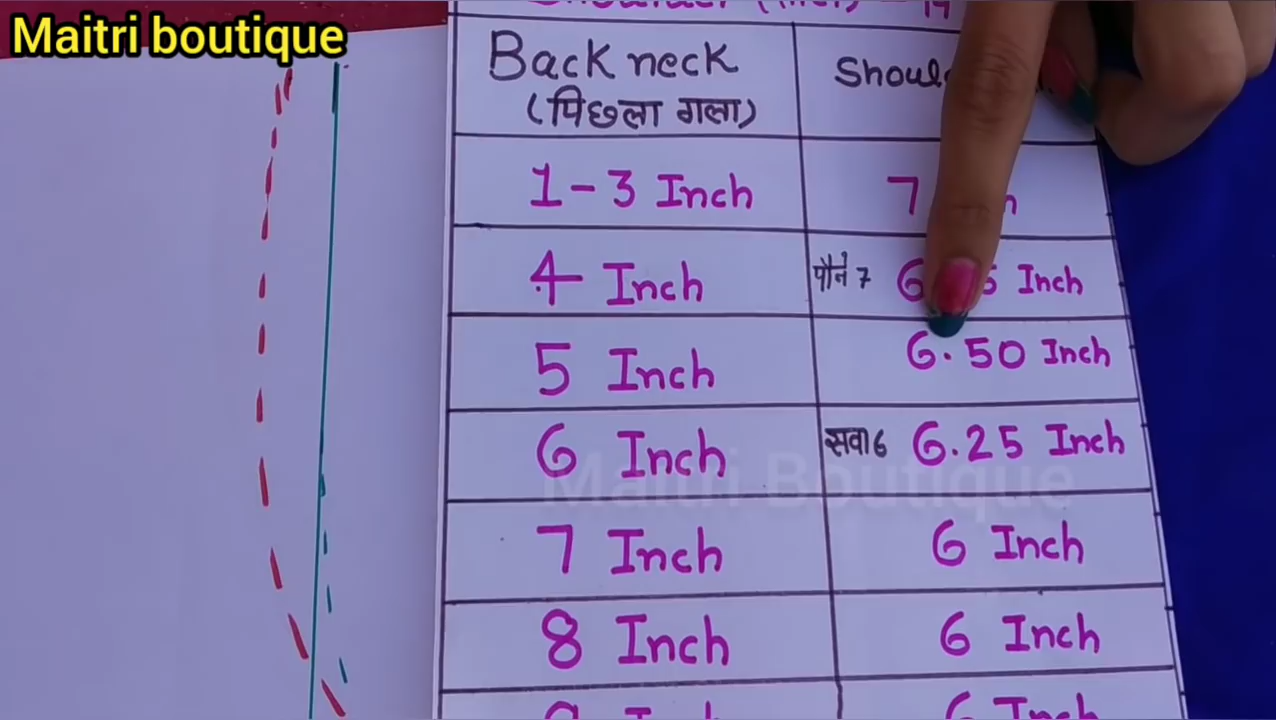 Maitri boutique
14
Back neck
(पिछला गला)
1-3 Inch
7
4 Inch
पौने 7
Inch
5 Inch
6.50 Inch
6 Inch
सवा 6 6.25 Inch
Maitri Boutique
7 Inch
6 Inch
8 Inch
6 Inch